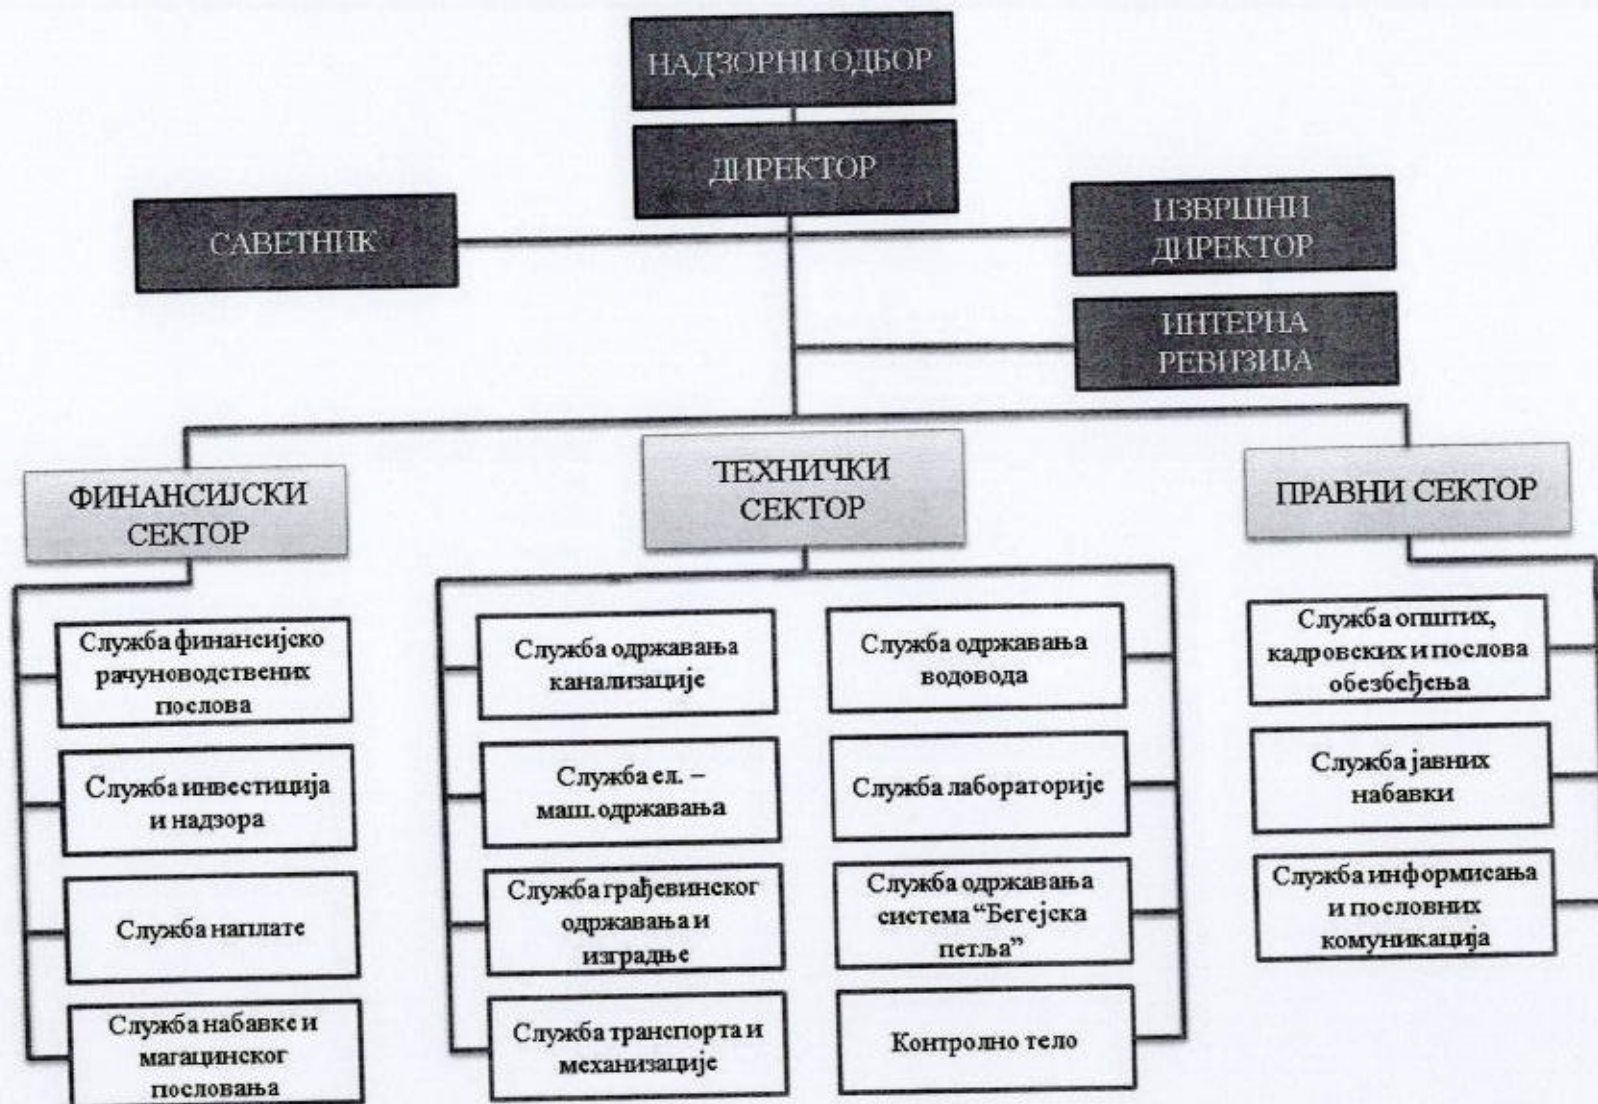 НАДЗОРНИ ОДБОР
ДИРЕКТОР
САВЕТНИК
ИЗВРШНИ
ДИРЕКТОР
ИНТЕРНА
РЕВИЗИЈА
ФИНАНСИЈСКИ
СЕКТОР
ТЕХНИЧКИ
СЕКТОР
ПРАВНИ СЕКТОР
Служба финансијско
рачуноводствених
послова
Служба инвестиција
и надзора
Служба наплате
Служба набавке и
магацинског
пословања
Служба одржавања
канализације
Служба ел. –
маш. одржавања
Служба грађевинског
одржавања и
изградње
Служба транспорта и
механизације
Служба одржавања
водовода
Служба лабораторије
Служба одржавања
система “Бегејска
петља”
Контролно тело
Служба општих,
кадровских и послова
обезбеђења
Служба јавних
набавки
Служба информисања
и пословних
комуникација